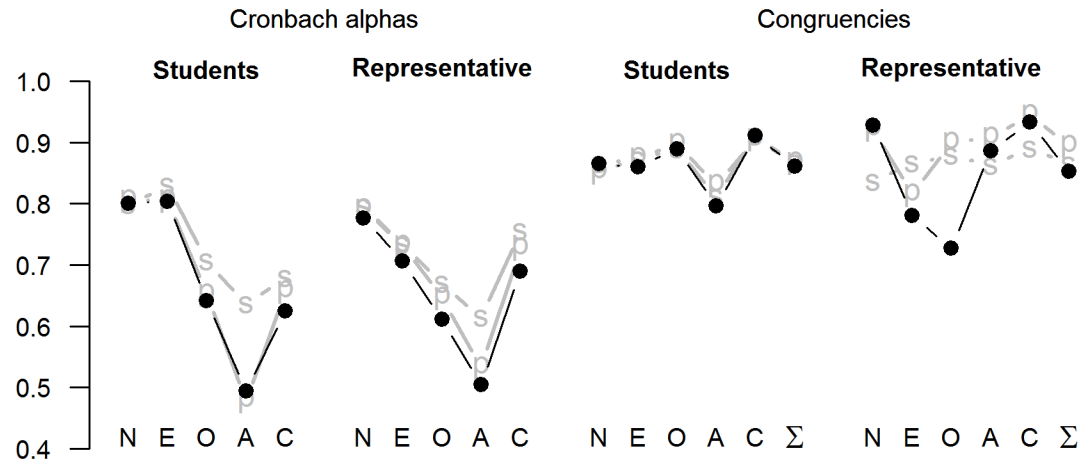 Cronbach alphas Congruencies
Students Representative Students Representative
1.0
0.9
0.8
0.7
0.6
0.5
0.4
N E O A C N E O A C N E O A C Σ N E O A C Σ